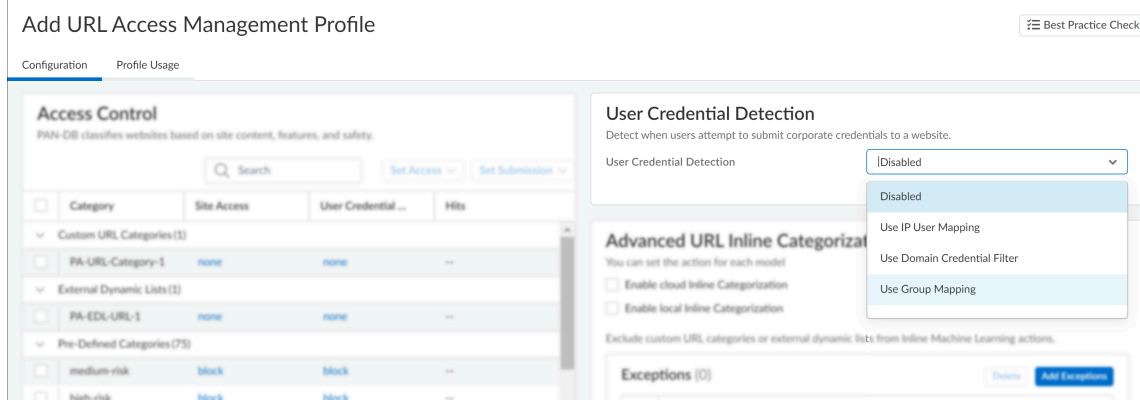 Add URL Access Management Profile
Best Practice Check
Configuration Profile Usage
Access Control
PAN-DB classifies websites based on site content, features, and safety.
Search Set Access Set Submission
Category Site Access User Credential ... Hits
Custom URL Categories (1)
PA-URL-Category-1 none none --
External Dynamic Lists (1)
PA-EDL-URL-1 none none --
Pre-Defined Categories (75)
medium-risk block block --
high-risk block block --
User Credential Detection
Detect when users attempt to submit corporate credentials to a website.
User Credential Detection Disabled
Disabled
Use IP User Mapping
Use Domain Credential Filter
Use Group Mapping
Advanced URL Inline Categorizat
You can set the action for each model
Enable cloud Inline Categorization
Enable local Inline Categorization
Exclude custom URL categories or external dynamic lists from Inline Machine Learning actions.
Exceptions (0) Delete Add Exceptions